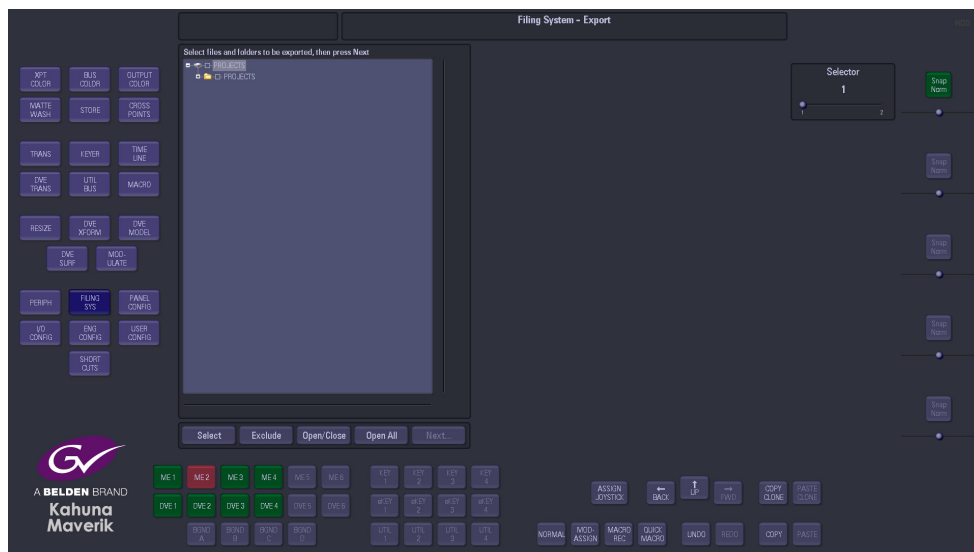 Filing System - Export
Select files and folders to be exported, then press Next
PROJECTS
PROJECTS
Selector
1
1 2
Snap Norm
Snap Norm
Snap Norm
Snap Norm
Snap Norm
XPT COLOR
BUS COLOR
OUTPUT COLOR
MATTE WASH
STORE
CROSS POINTS
TRANS
KEYER
TIME LINE
DVE TRANS
UTIL BUS
MACRO
RESIZE
DVE XFORM
DVE MODEL
DVE SURF
MOD- ULATE
PERIPH
FILING SYS
PANEL CONFIG
I/O CONFIG
ENG CONFIG
USER CONFIG
SHORT CUTS
Select
Exclude
Open/Close
Open All
Next...
GV
A BELDEN BRAND
Kahuna
Maverik
ME 1
ME 2
ME 3
ME 4
ME 5
ME 6
DVE 1
DVE 2
DVE 3
DVE 4
DVE 5
DVE 6
BGND A
BGND B
BGND C
BGND D
KEY 1
KEY 2
KEY 3
KEY 4
UTIL 1
UTIL 2
UTIL 3
UTIL 4
ASSIGN JOYSTICK
BACK
UP
FWD
COPY CLONE
PASTE CLONE
NORMAL
MOD- ASSIGN
MACRO REC
QUICK MACRO
UNDO
REDO
COPY
PASTE